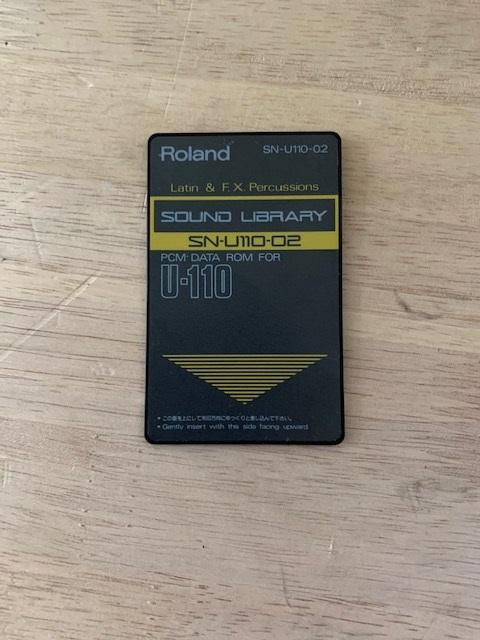 Roland SN-U110-02
Latin & F.X. Percussions
SOUND LIBRARY
SN-U110-02
PCM-DATA ROM FOR
U-110
• この面を上にして矢印方向にゆっくりと差し込んで下さい。
• Gently insert with this side facing upward